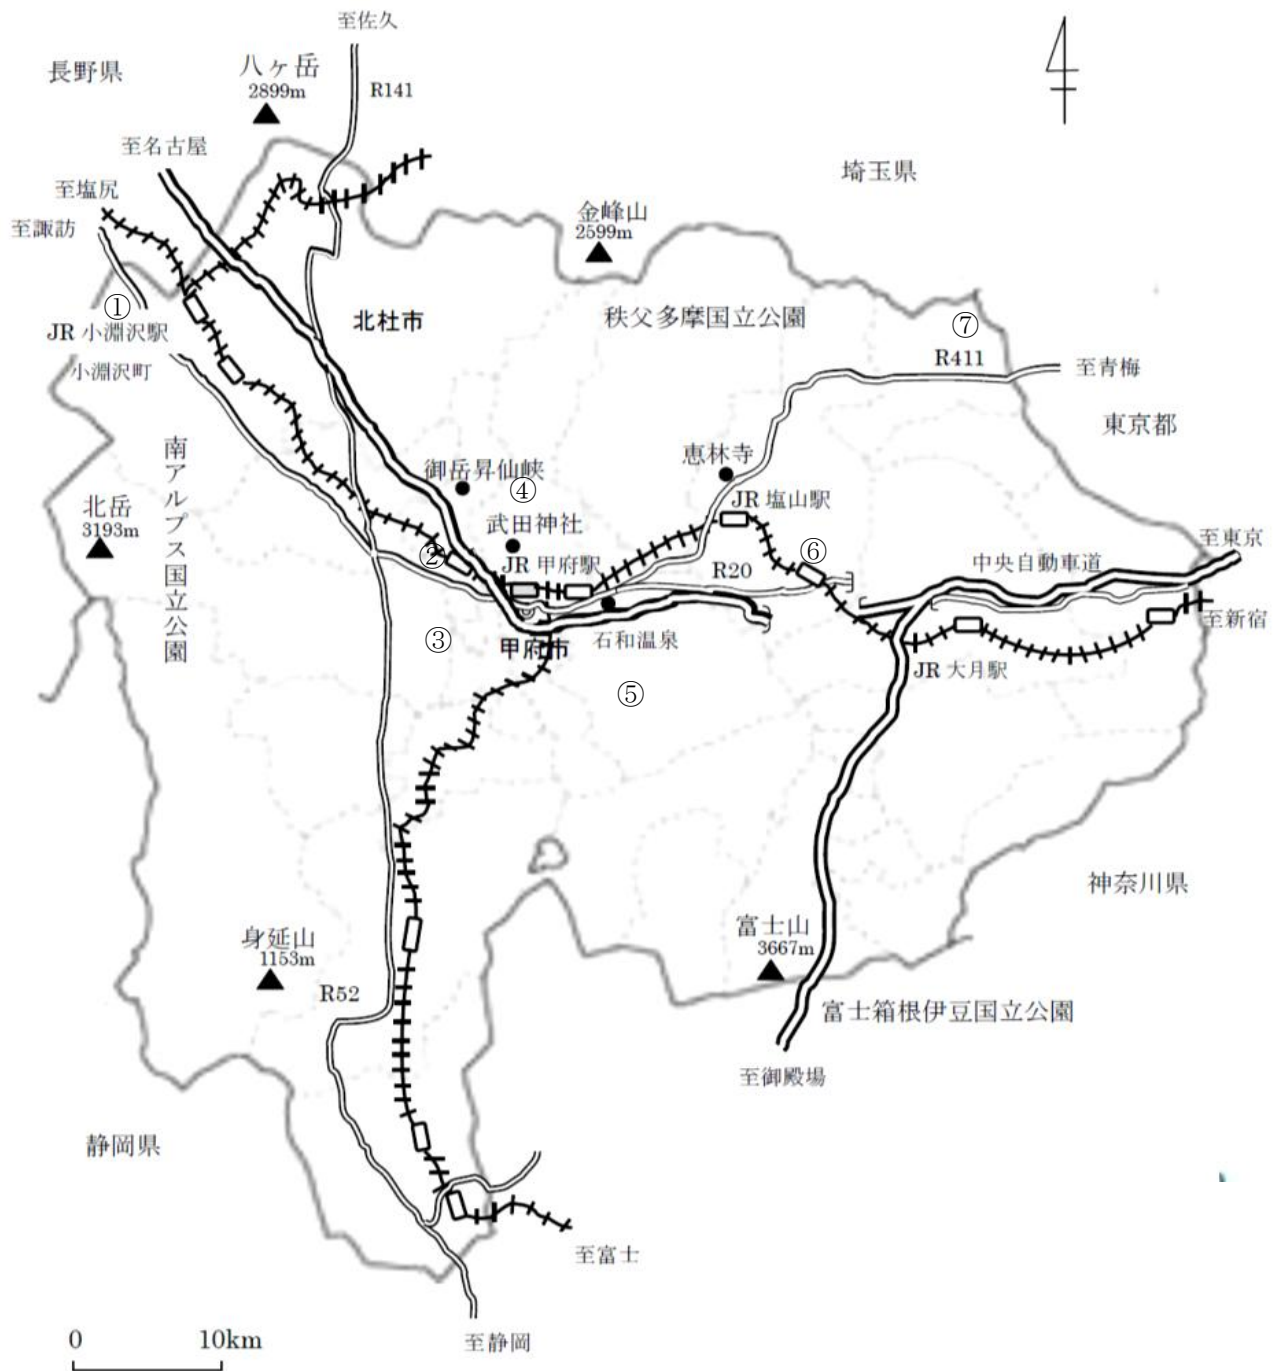 至佐久
長野県
八ヶ岳
2899m
R141
至名古屋
埼玉県
至塩尻
至諏訪
金峰山
2599m
①
JR 小淵沢駅
小淵沢町
北杜市
秩父多摩国立公園
⑦
R411
至青梅
東京都
南アルプス国立公園
北岳
3193m
御岳昇仙峡
④
恵林寺
JR 塩山駅
武田神社
②
JR 甲府駅
⑥
R20
中央自動車道
至東京
至新宿
③
甲府市
石和温泉
JR 大月駅
⑤
神奈川県
身延山
1153m
富士山
3667m
R52
富士箱根伊豆国立公園
至御殿場
静岡県
至富士
至静岡
0 10km